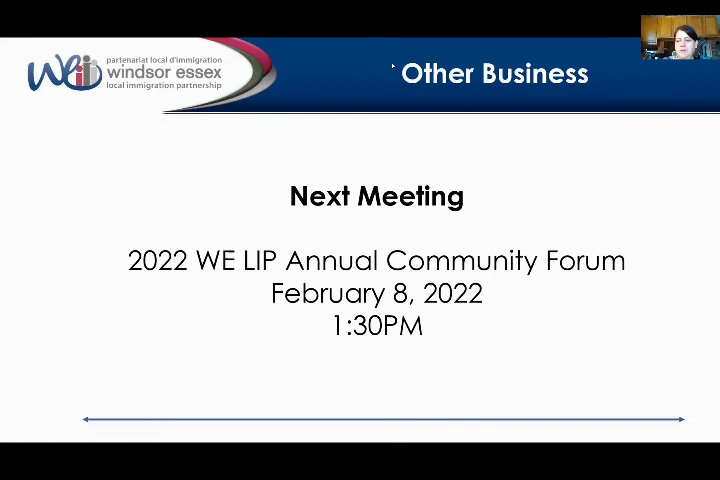 WEli
partenariat local d'immigration
windsor essex
local immigration partnership
Other Business
Next Meeting
2022 WE LIP Annual Community Forum
February 8, 2022
1:30PM